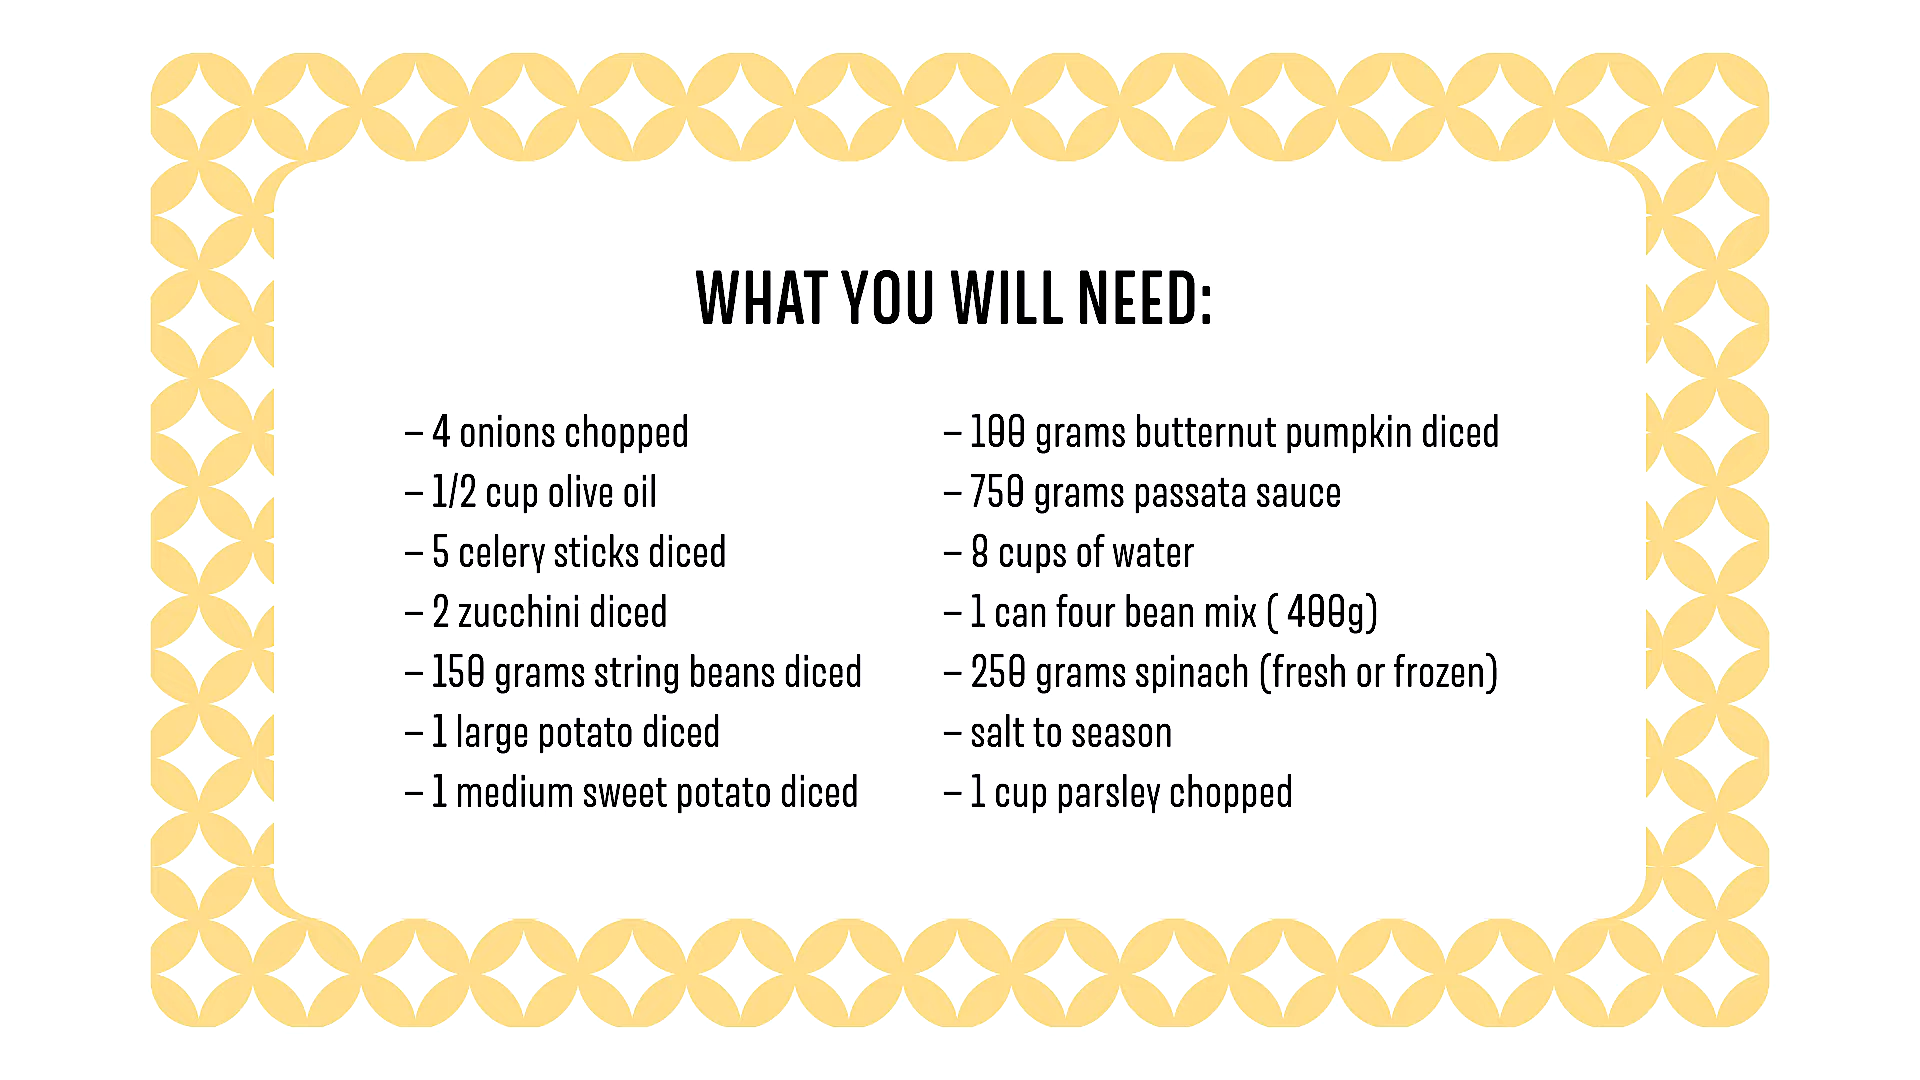 WHAT YOU WILL NEED:
– 4 onions chopped
– 1/2 cup olive oil
– 5 celery sticks diced
– 2 zucchini diced
– 150 grams string beans diced
– 1 large potato diced
– 1 medium sweet potato diced
– 100 grams butternut pumpkin diced
– 750 grams passata sauce
– 8 cups of water
– 1 can four bean mix ( 400g)
– 250 grams spinach (fresh or frozen)
– salt to season
– 1 cup parsley chopped